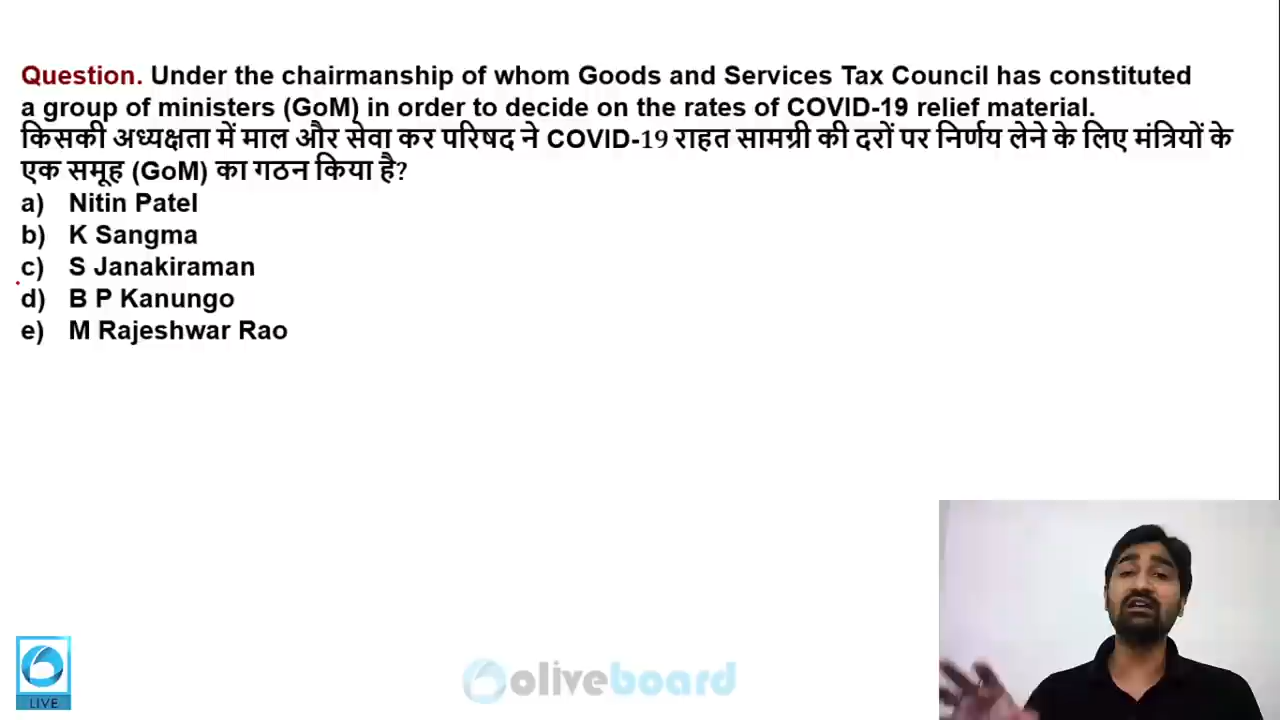 Question. Under the chairmanship of whom Goods and Services Tax Council has constituted
a group of ministers (GoM) in order to decide on the rates of COVID-19 relief material.
किसकी अध्यक्षता में माल और सेवा कर परिषद ने COVID-19 राहत सामग्री की दरों पर निर्णय लेने के लिए मंत्रियों के
एक समूह (GoM) का गठन किया है?
a) Nitin Patel
b) K Sangma
c) S Janakiraman
d) B P Kanungo
e) M Rajeshwar Rao
LIVE
oliveboard